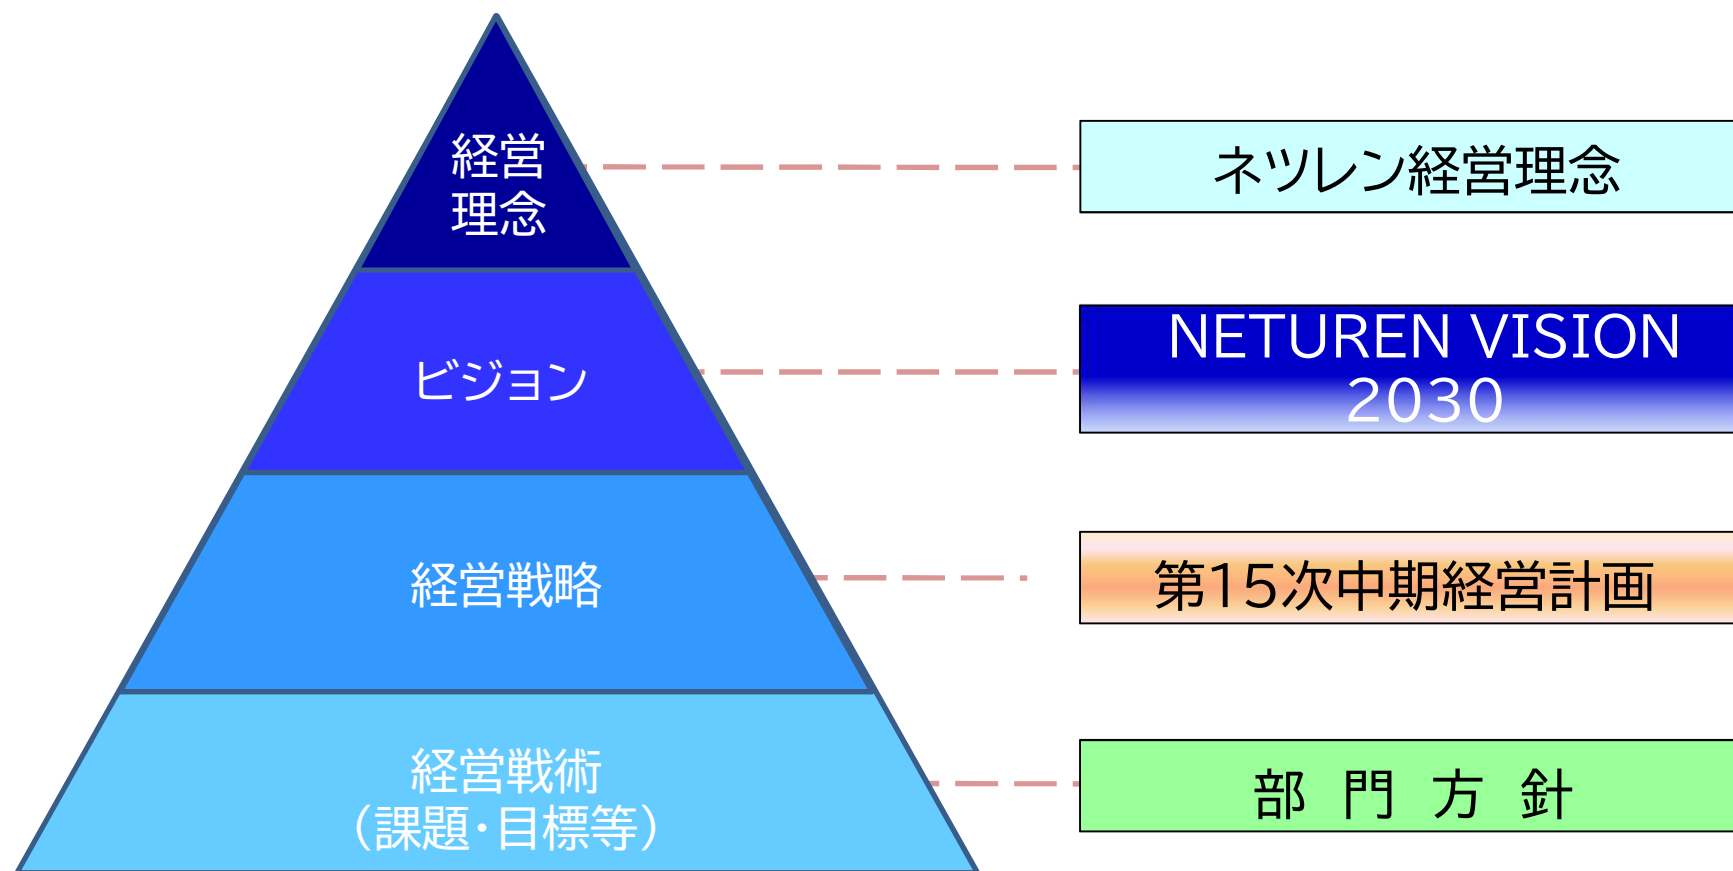 経営
理念
ネツレン経営理念
ビジョン
NETUREN VISION
2030
経営戦略
第15次中期経営計画
経営戦術
（課題・目標等）
部　門　方　針